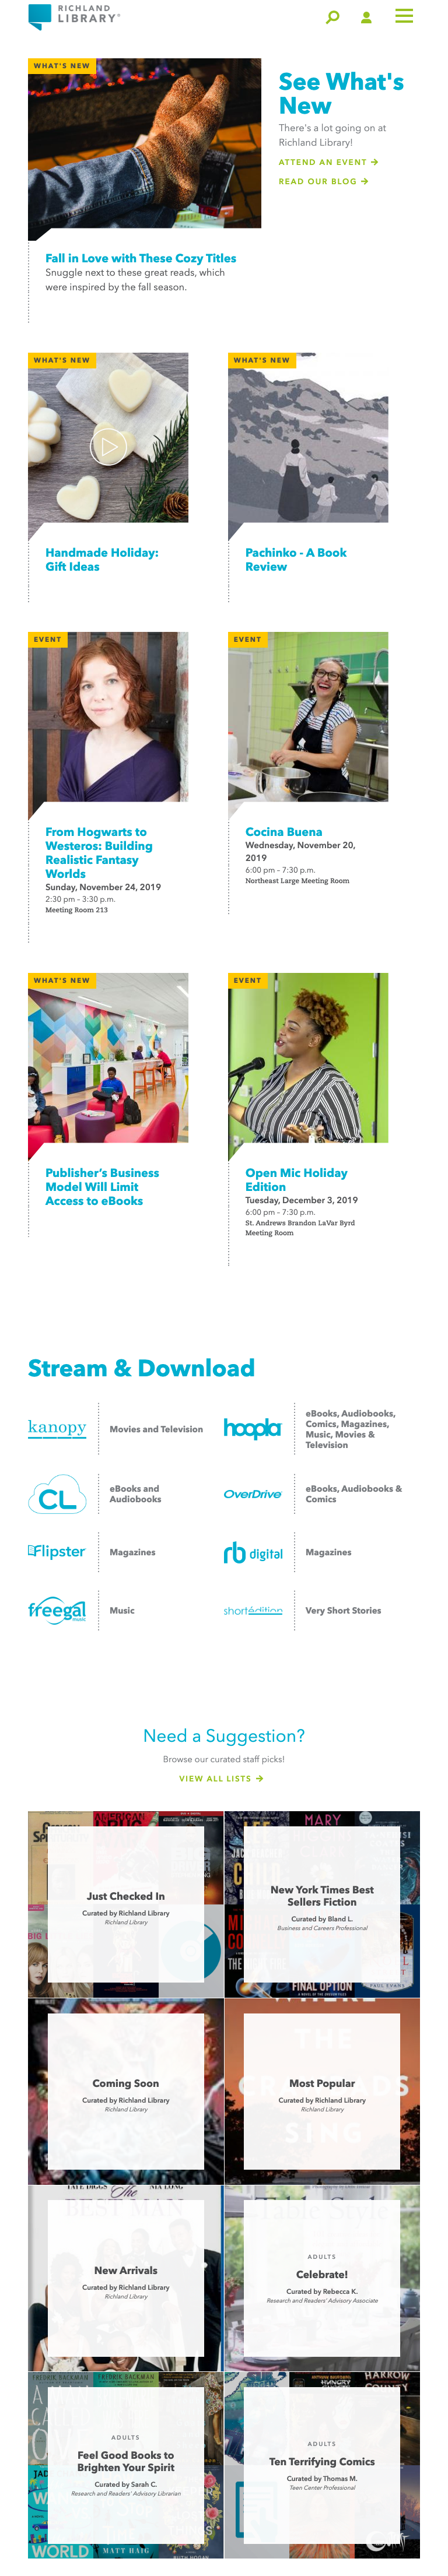 RICHLAND
LIBRARY
WHAT'S NEW
See What's
New
There's a lot going on at
Richland Library!
ATTEND AN EVENT →
READ OUR BLOG →
Fall in Love with These Cozy Titles
Snuggle next to these great reads, which
were inspired by the fall season.
WHAT'S NEW
Handmade Holiday:
Gift Ideas
WHAT'S NEW
Pachinko - A Book
Review
EVENT
From Hogwarts to
Westeros: Building
Realistic Fantasy
Worlds
Sunday, November 24, 2019
2:30 pm – 3:30 p.m.
Meeting Room 213
EVENT
Cocina Buena
Wednesday, November 20,
2019
6:00 pm – 7:30 p.m.
Northeast Large Meeting Room
WHAT'S NEW
Publisher's Business
Model Will Limit
Access to eBooks
EVENT
Open Mic Holiday
Edition
Tuesday, December 3, 2019
6:00 pm – 7:30 p.m.
St. Andrews Brandon LaVar Byrd
Meeting Room
Stream & Download
kanopy
Movies and Television
hoopla
eBooks, Audiobooks,
Comics, Magazines,
Music, Movies &
Television
CL
eBooks and
Audiobooks
OverDrive
eBooks, Audiobooks &
Comics
Flipster
Magazines
rb digital
Magazines
freegal
music
Music
shortédition
Very Short Stories
Need a Suggestion?
Browse our curated staff picks!
VIEW ALL LISTS →
Just Checked In
Curated by Richland Library
Richland Library
New York Times Best
Sellers Fiction
Curated by Bland L.
Business and Careers Professional
Coming Soon
Curated by Richland Library
Richland Library
Most Popular
Curated by Richland Library
Richland Library
New Arrivals
Curated by Richland Library
Richland Library
ADULTS
Celebrate!
Curated by Rebecca K.
Research and Readers' Advisory Associate
ADULTS
Feel Good Books to
Brighten Your Spirit
Curated by Sarah C.
Research and Readers' Advisory Librarian
WORLD
MATT HAIG
ADULTS
Ten Terrifying Comics
Curated by Thomas M.
Teen Center Professional